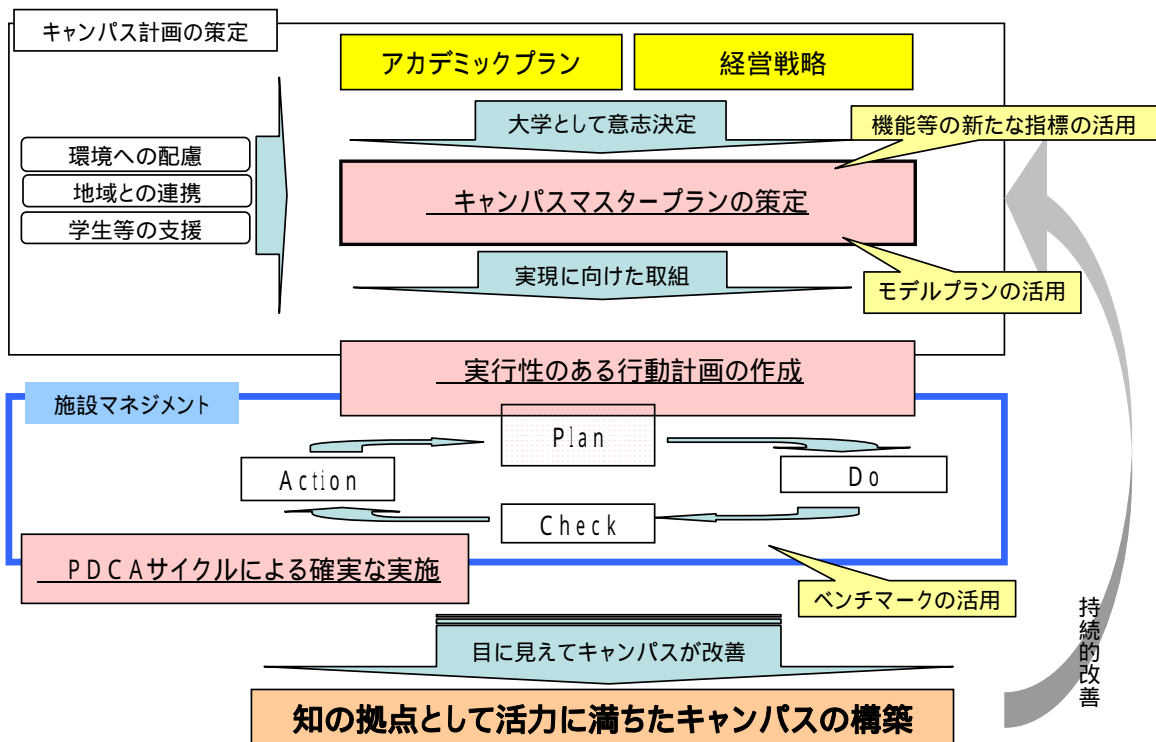 キャンパス計画の策定
アカデミックプラン
経営戦略
大学として意志決定
機能等の新たな指標の活用
環境への配慮
地域との連携
学生等の支援
キャンパスマスタープランの策定
実現に向けた取組
モデルプランの活用
実行性のある行動計画の作成
施設マネジメント
Plan
Action
Do
Check
PDCAサイクルによる確実な実施
ベンチマークの活用
持続的改善
目に見えてキャンパスが改善
知の拠点として活力に満ちたキャンパスの構築